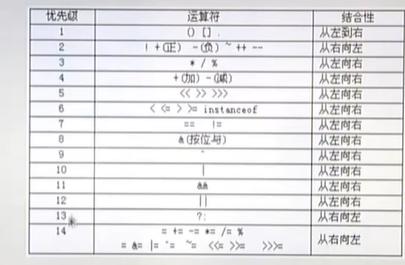 优先级 运算符 结合性
1 () [] . 从左到右
2 ! +(正) -(负) ~ ++ -- 从右向左
3 * / % 从左向右
4 +(加) -(减) 从左向右
5 << >> >>> 从左向右
6 < <= > >= instanceof 从左向右
7 == != 从左向右
8 &(按位与) 从左向右
9 ^ 从左向右
10 | 从左向右
11 && 从左向右
12 || 从左向右
13 ?: 从右向左
14 = += -= *= /= % 从右向左
= &= |= ^= ~= <<= >>= >>>=